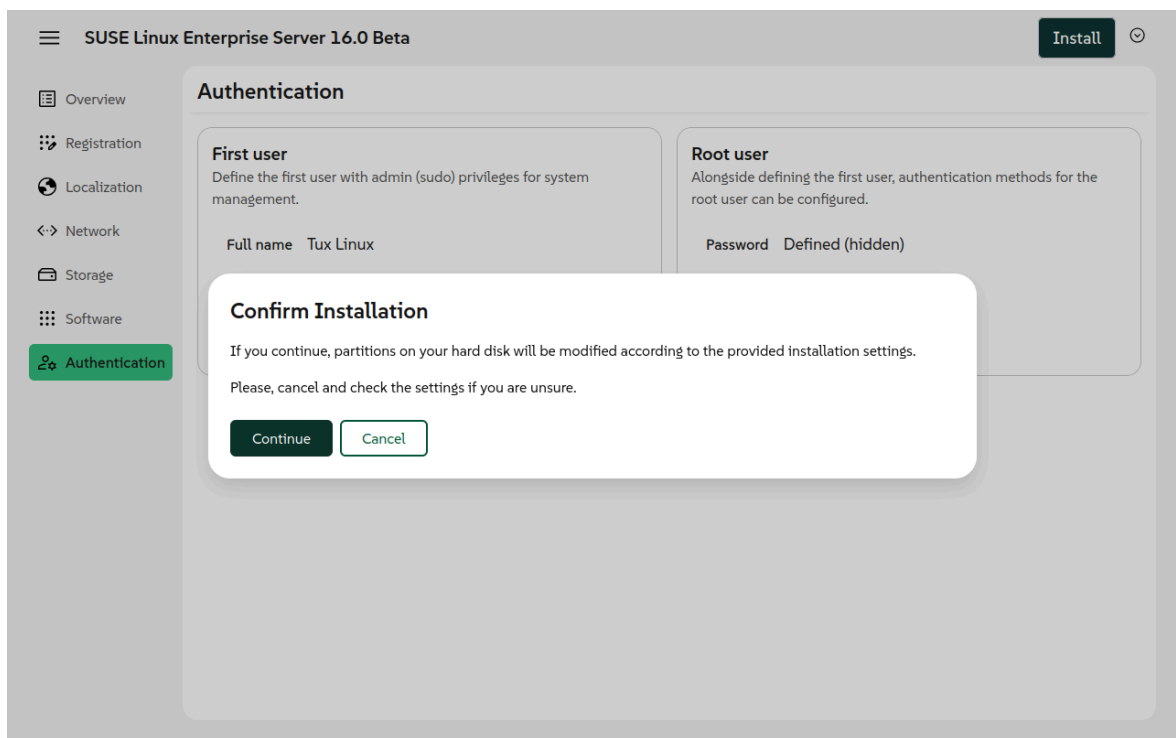 SUSE Linux Enterprise Server 16.0 Beta
Install
Overview
Registration
Localization
Network
Storage
Software
Authentication
Authentication
First user
Define the first user with admin (sudo) privileges for system
management.
Full name Tux Linux
Root user
Alongside defining the first user, authentication methods for the
root user can be configured.
Password Defined (hidden)
Confirm Installation
If you continue, partitions on your hard disk will be modified according to the provided installation settings.
Please, cancel and check the settings if you are unsure.
Continue
Cancel